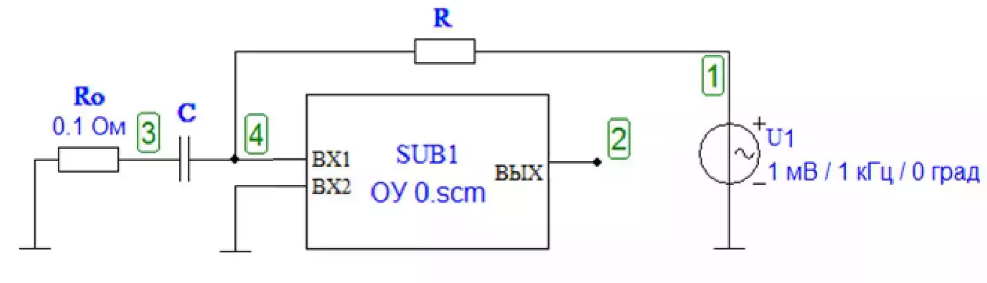 R
1
Ro
0.1 Ом
3
C
4
2
U1
1 мВ / 1 кГц / 0 град
ВХ1
ВХ2
SUB1
ОУ 0.scm
ВЫХ